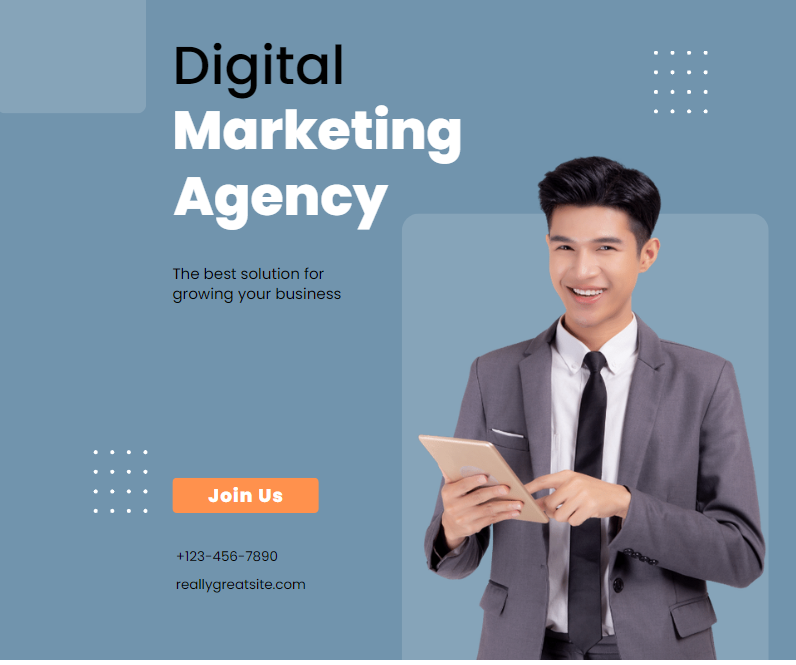 Digital
Marketing
Agency
The best solution for
growing your business
Join Us
+123-456-7890
reallygreatsite.com